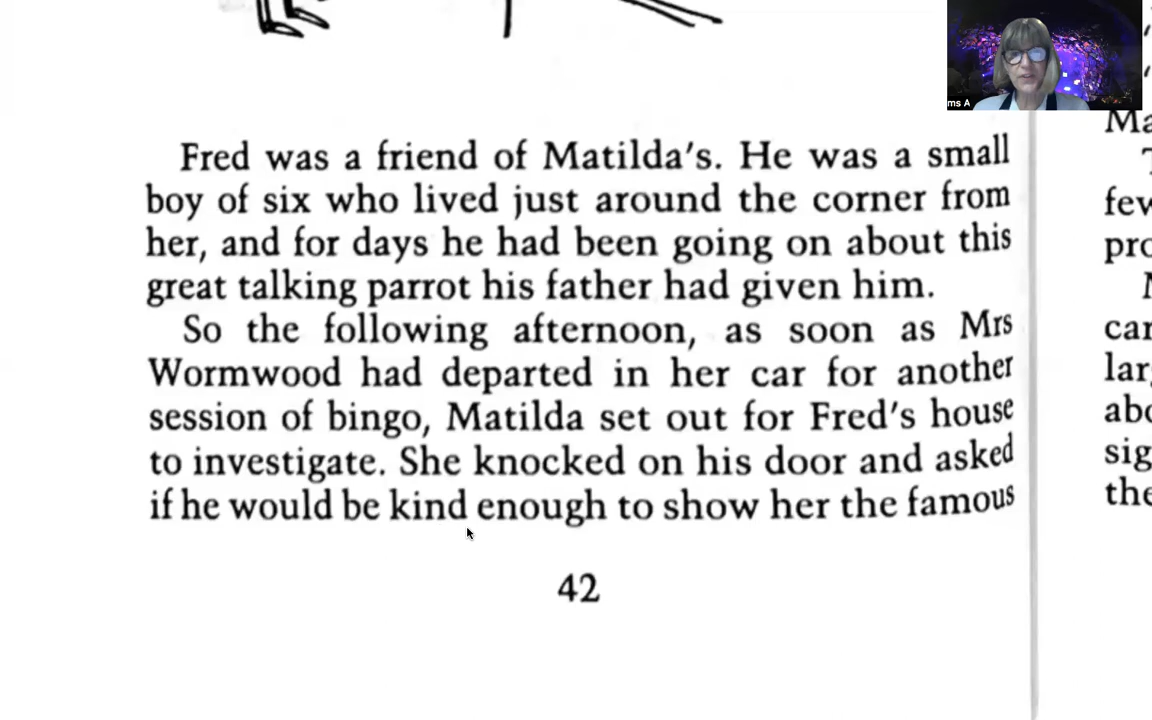 ms A
Fred was a friend of Matilda's. He was a small
boy of six who lived just around the corner from
her, and for days he had been going on about this
great talking parrot his father had given him.
So the following afternoon, as soon as Mrs
Wormwood had departed in her car for another
session of bingo, Matilda set out for Fred's house
to investigate. She knocked on his door and asked
if he would be kind enough to show her the famous
42
few
the